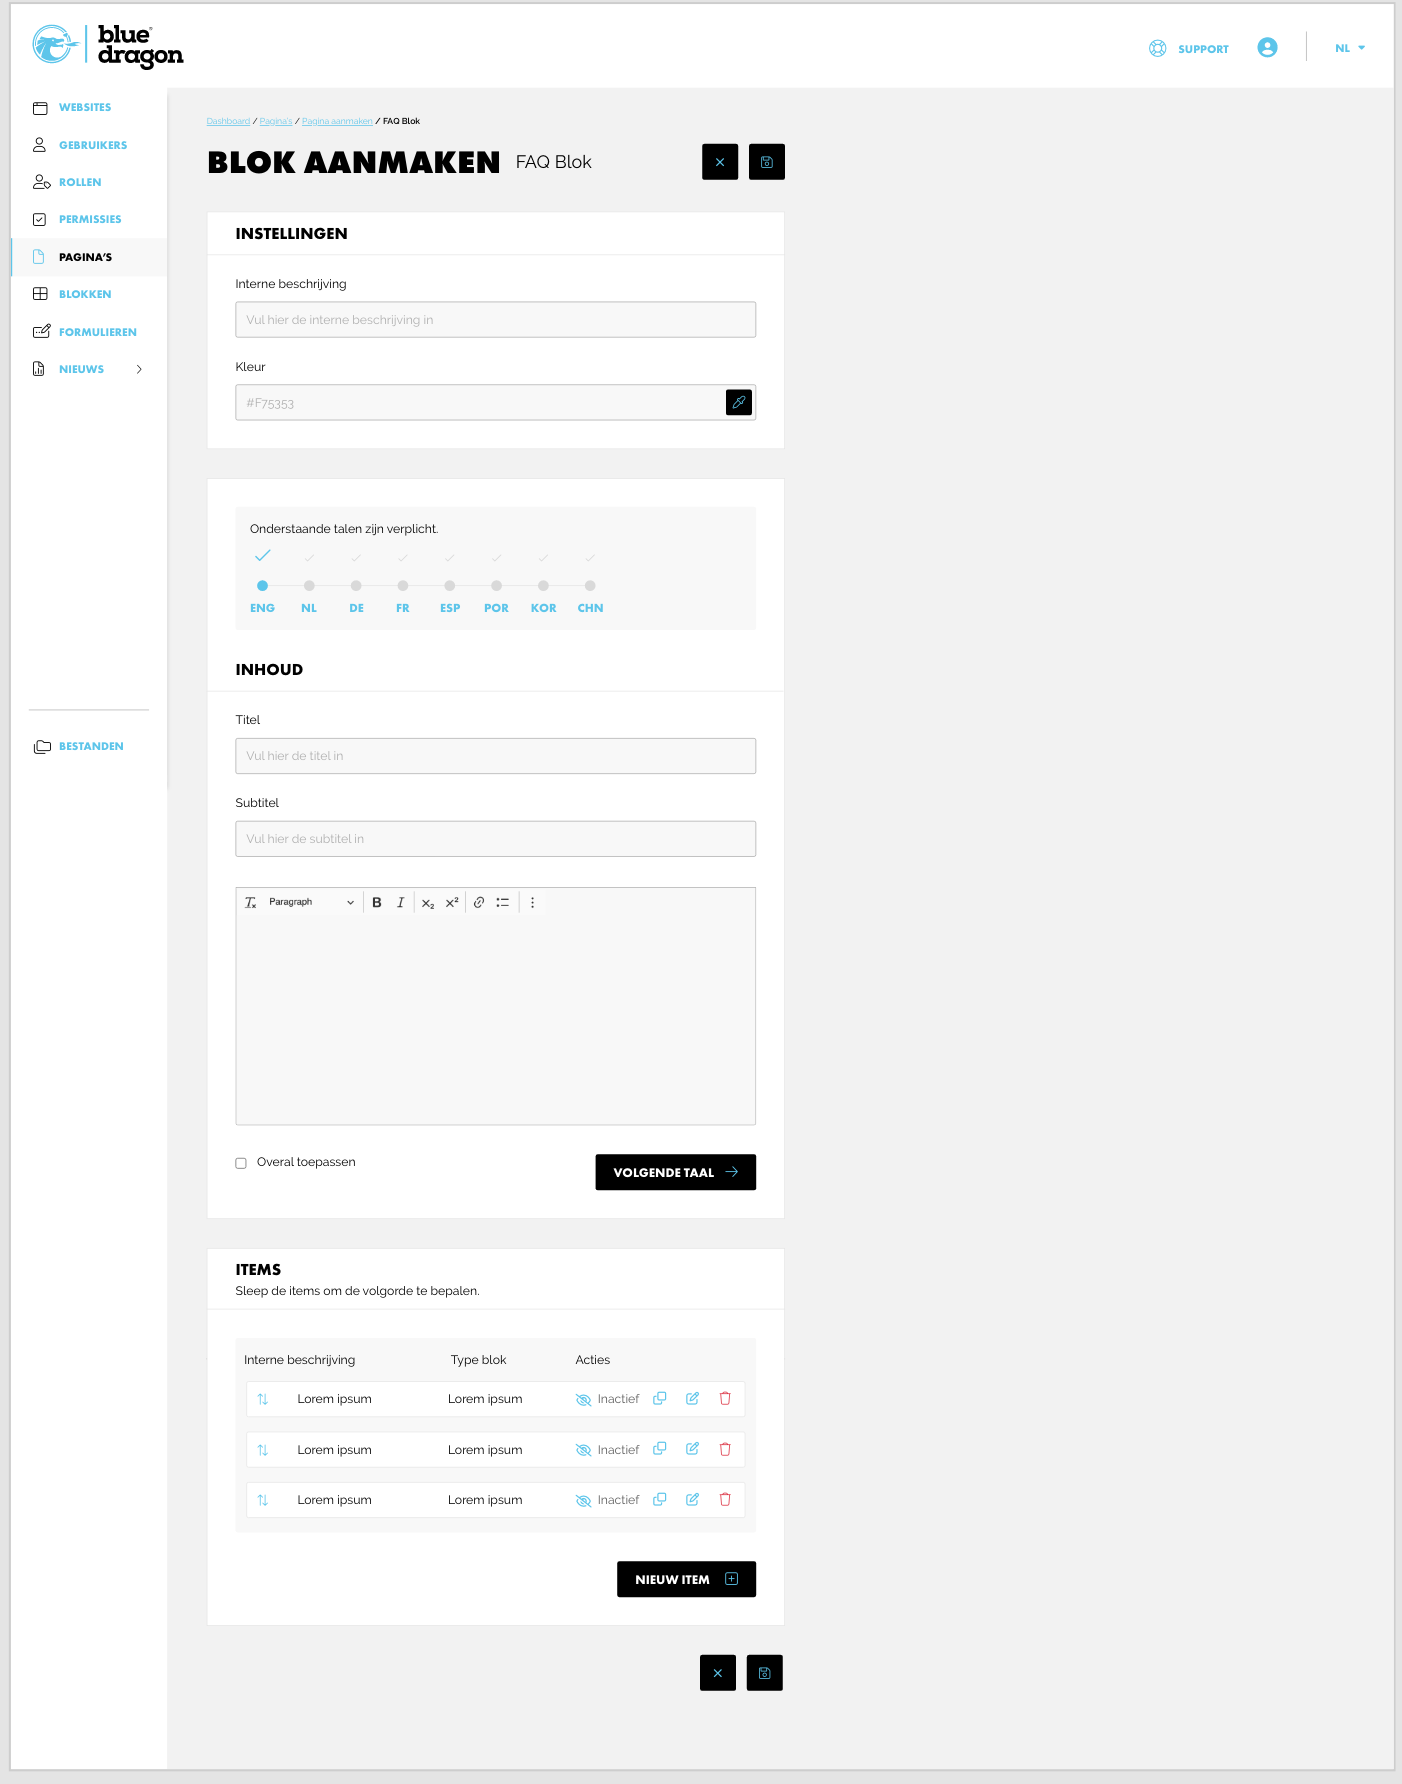 blue
dragon
SUPPORT
NL
WEBSITES
GEBRUIKERS
ROLLEN
PERMISSIES
PAGINA'S
BLOKKEN
FORMULIEREN
NIEUWS
BESTANDEN
Dashboard / Pagina's / Pagina aanmaken / FAQ Blok
BLOK AANMAKEN FAQ Blok
INSTELLINGEN
Interne beschrijving
Vul hier de interne beschrijving in
Kleur
#F75353
Onderstaande talen zijn verplicht.
ENG NL DE FR ESP POR KOR CHN
INHOUD
Titel
Vul hier de titel in
Subtitel
Vul hier de subtitel in
Paragraph B I x₂ x²
Overal toepassen
VOLGENDE TAAL
ITEMS
Sleep de items om de volgorde te bepalen.
Interne beschrijving Type blok Acties
Lorem ipsum Lorem ipsum Inactief
Lorem ipsum Lorem ipsum Inactief
Lorem ipsum Lorem ipsum Inactief
NIEUW ITEM